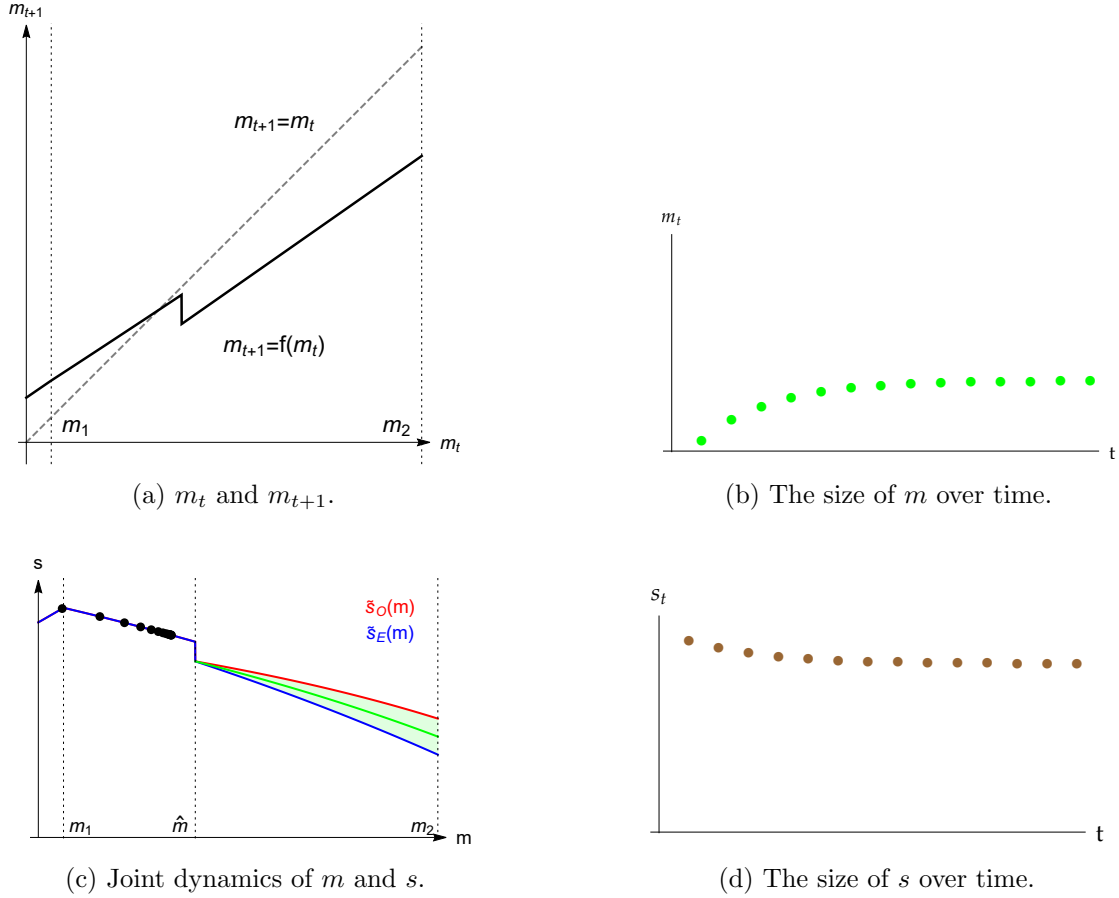 m_{t+1}
m_{t+1}=m_t
m_{t+1}=f(m_t)
m_1
m_2
m_t
(a) m_t and m_{t+1}.
m_t
t
(b) The size of m over time.
s
s̃_O(m)
s̃_E(m)
m_1
m̂
m_2
m
(c) Joint dynamics of m and s.
s_t
t
(d) The size of s over time.